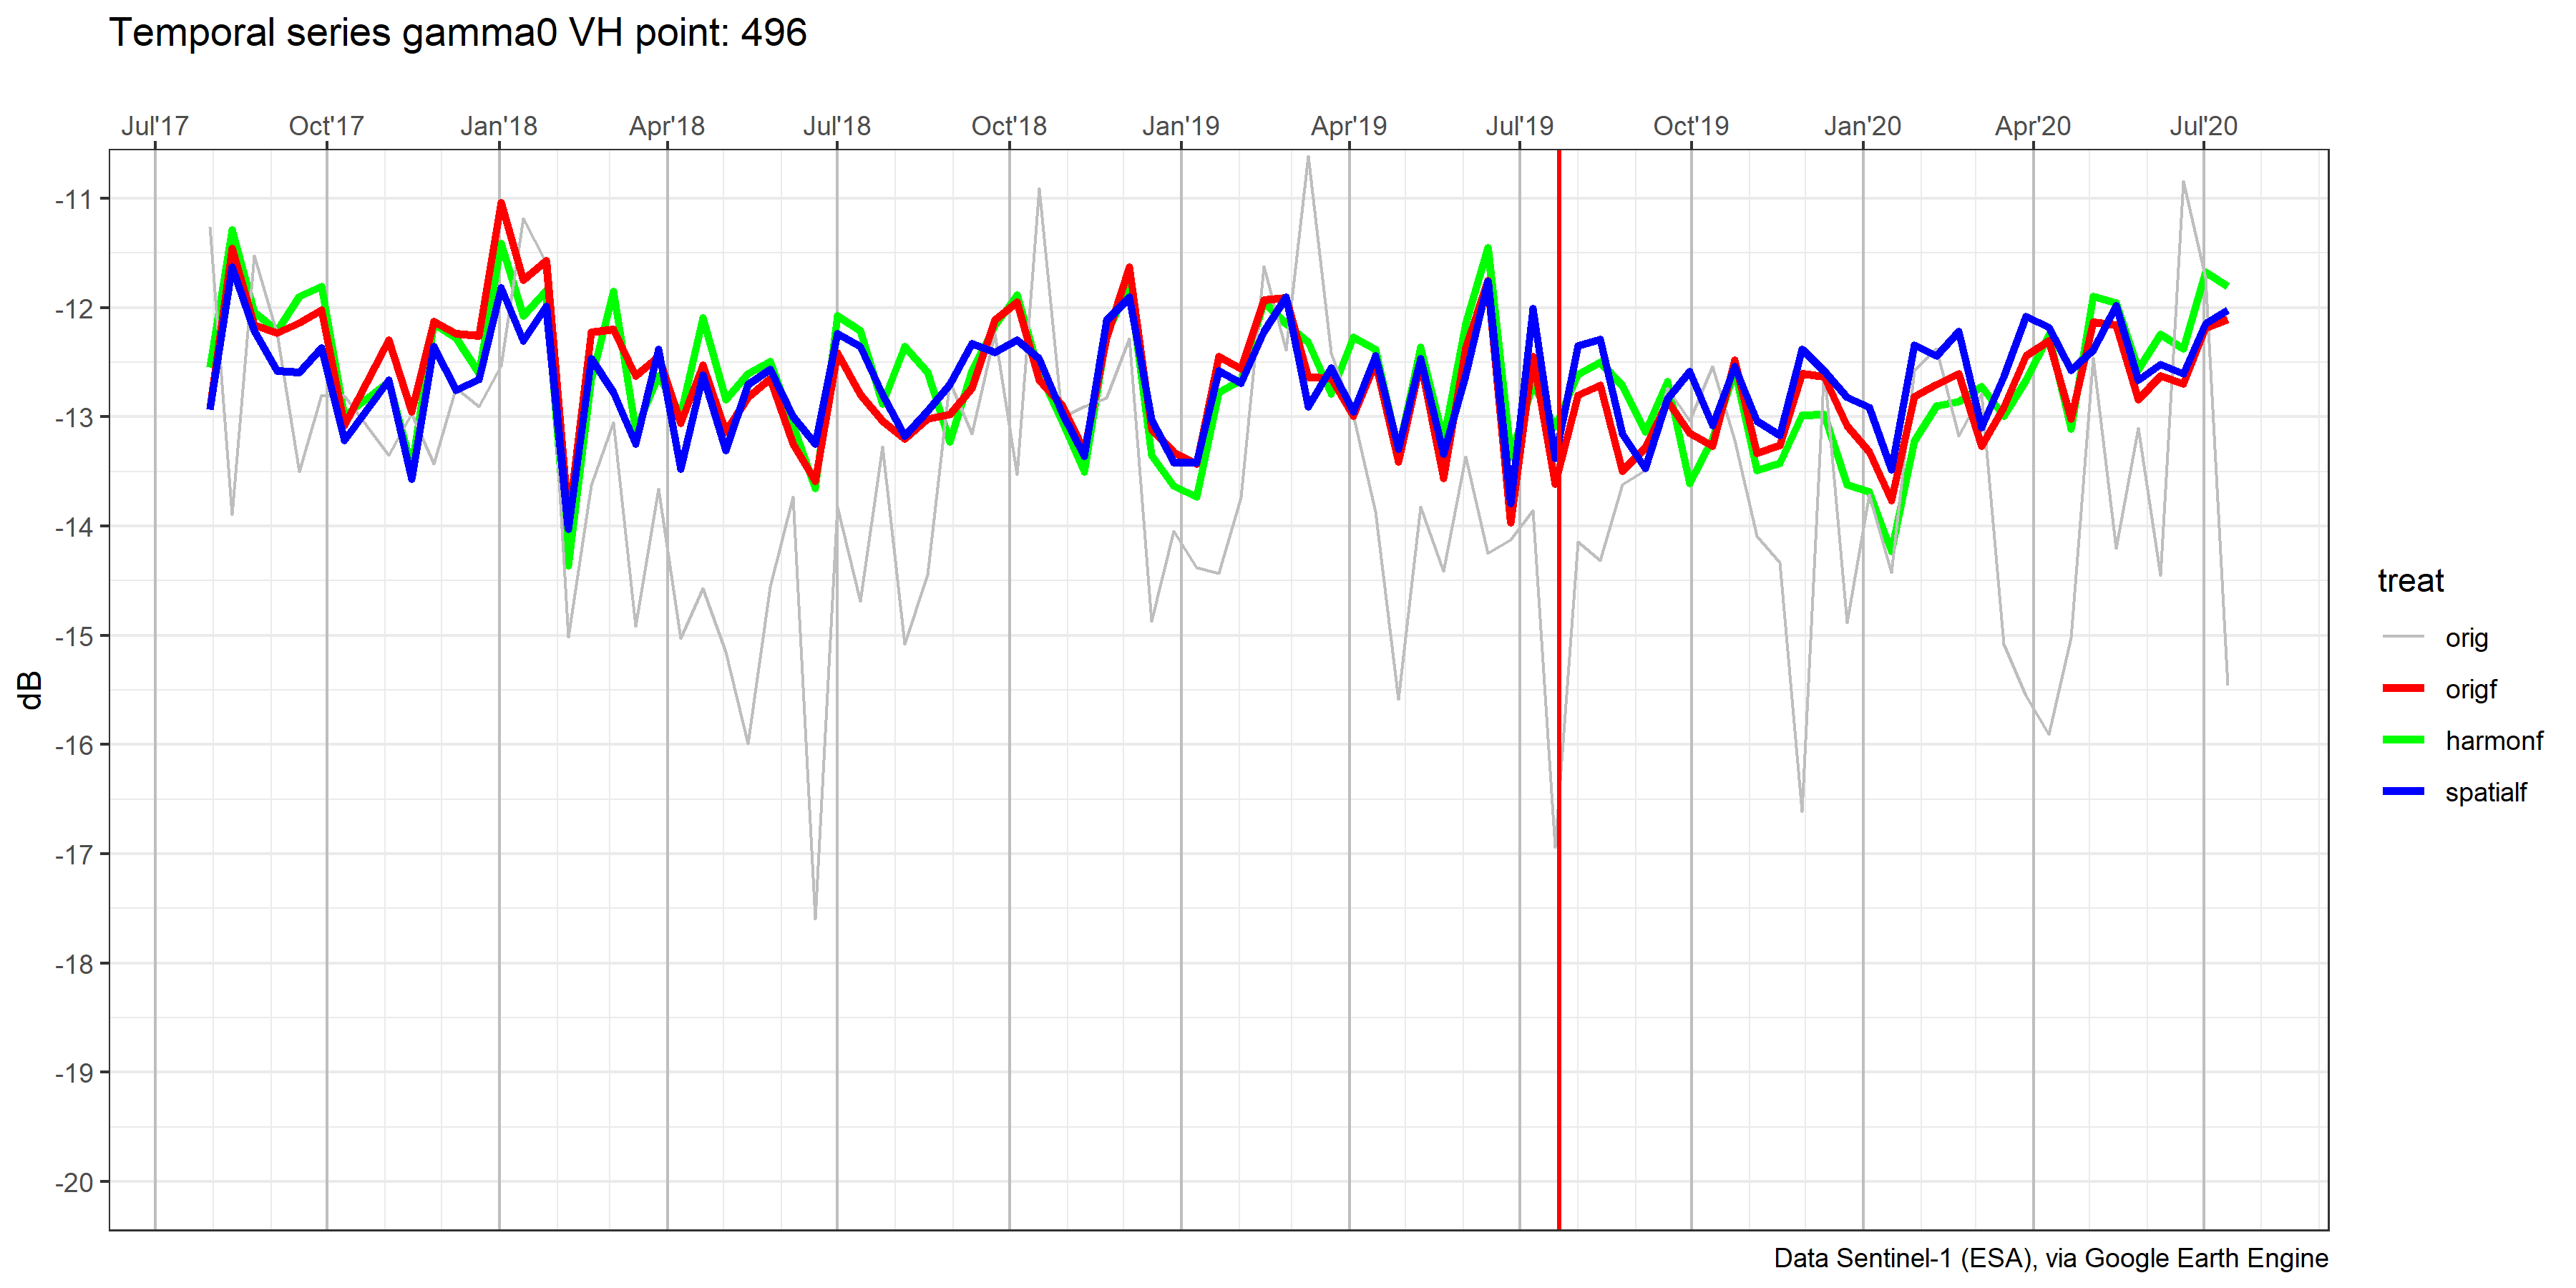 Temporal series gamma0 VH point: 496
Jul'17 Oct'17 Jan'18 Apr'18 Jul'18 Oct'18 Jan'19 Apr'19 Jul'19 Oct'19 Jan'20 Apr'20 Jul'20
-11
-12
-13
-14
-15
-16
-17
-18
-19
-20
dB
treat
orig
origf
harmonf
spatialf
Data Sentinel-1 (ESA), via Google Earth Engine